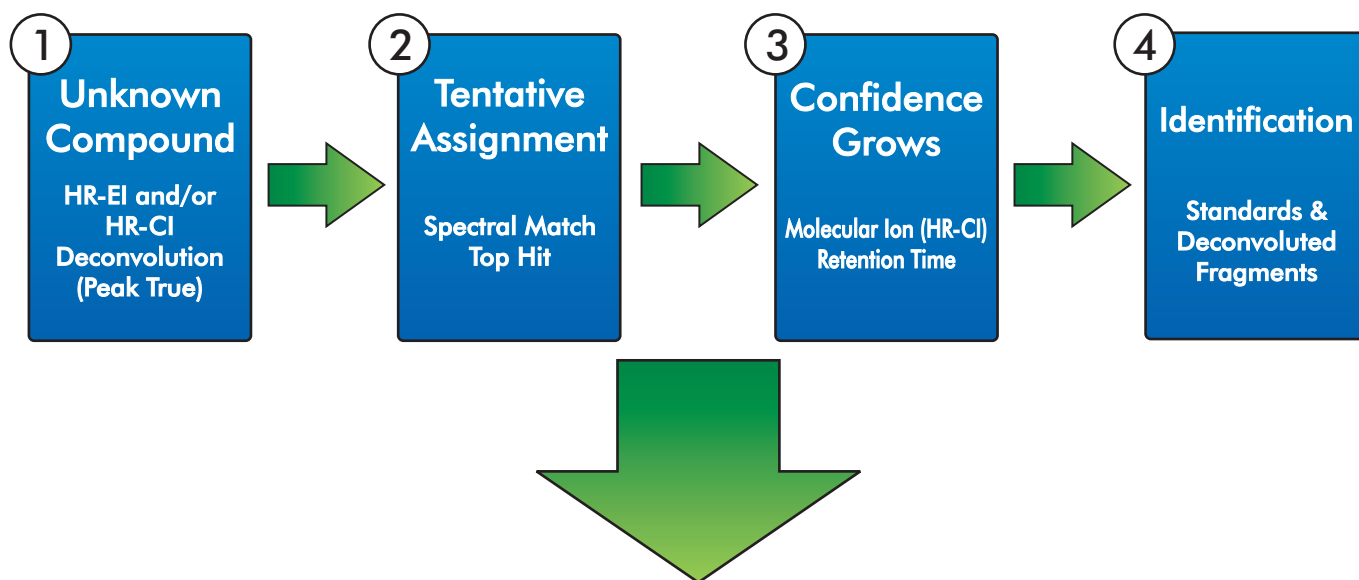 1
Unknown
Compound
HR-EI and/or
HR-CI
Deconvolution
(Peak True)
2
Tentative
Assignment
Spectral Match
Top Hit
3
Confidence
Grows
Molecular Ion (HR-CI)
Retention Time
4
Identification
Standards &
Deconvoluted
Fragments